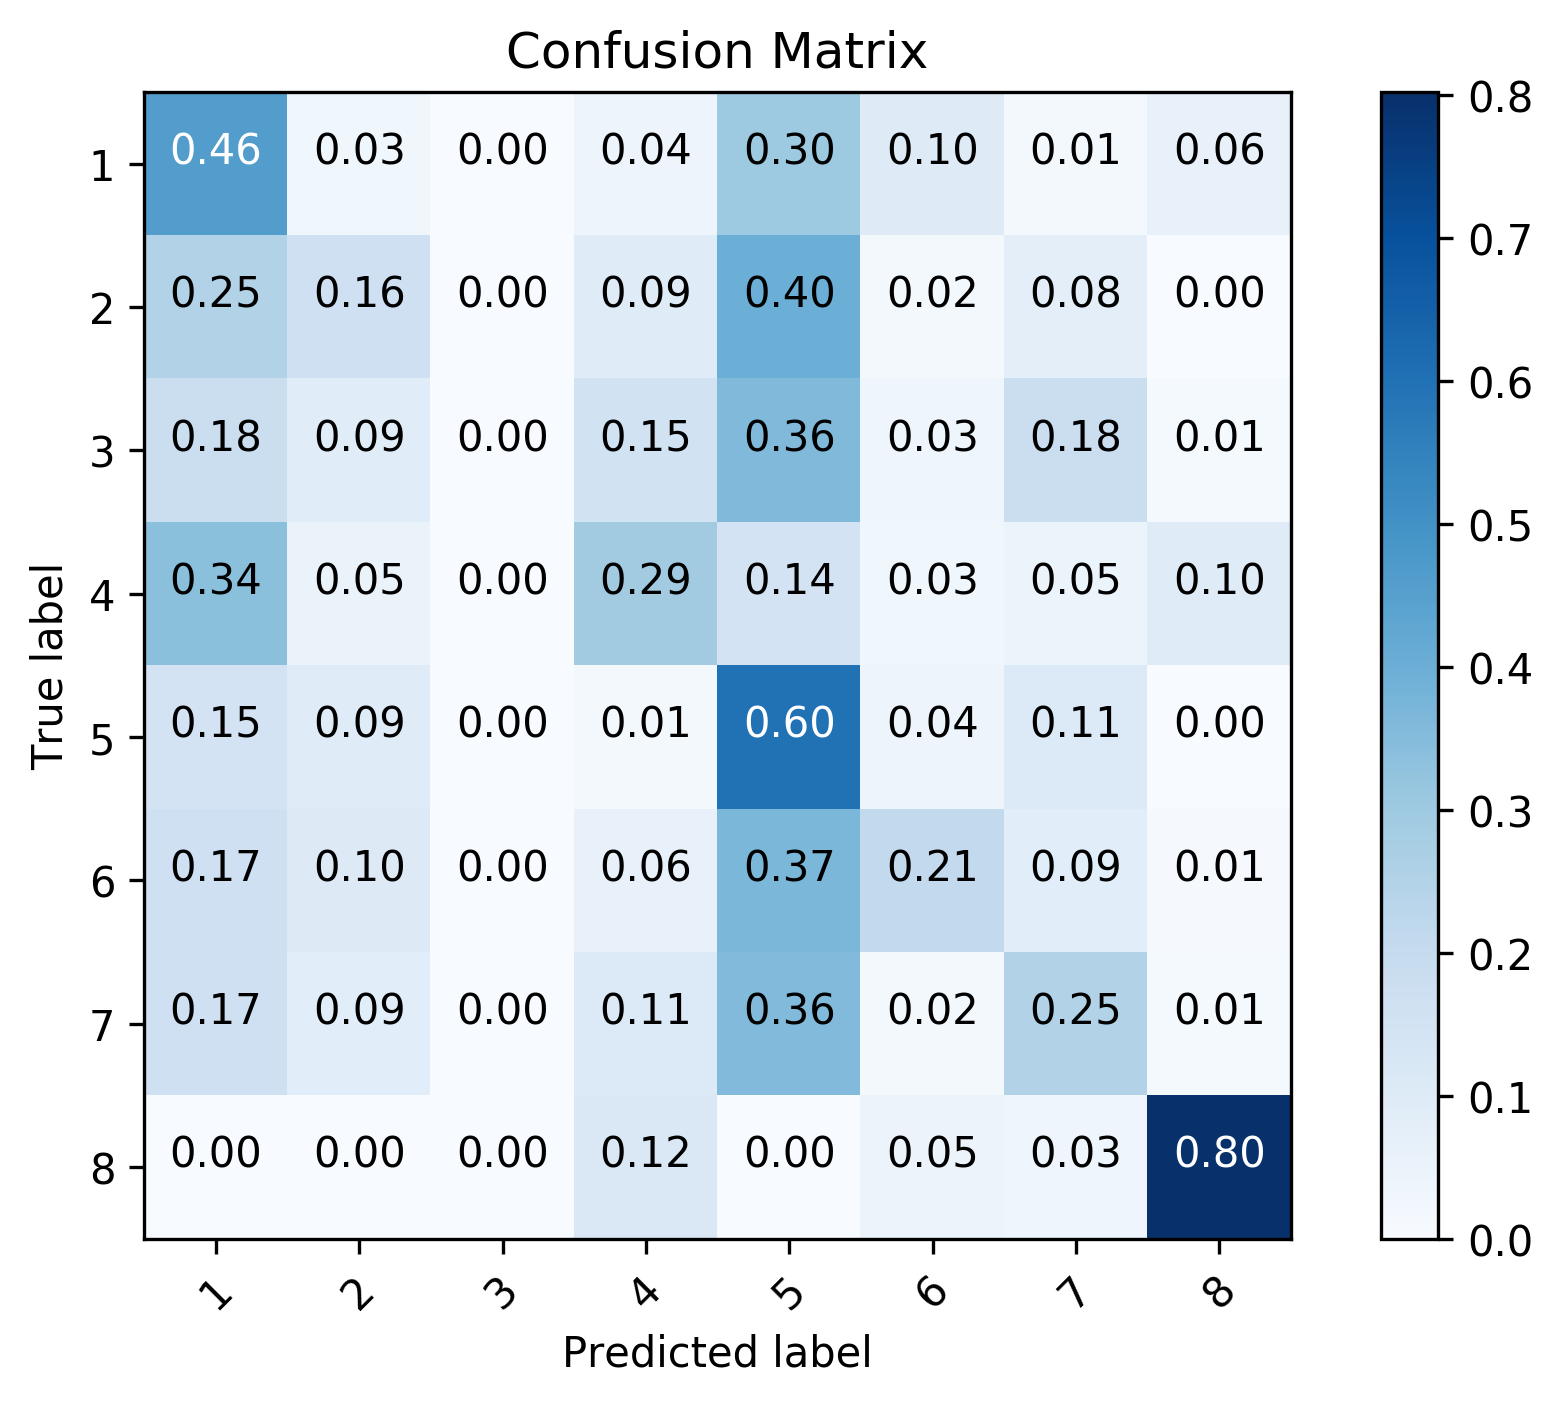 Confusion Matrix
1 0.46 0.03 0.00 0.04 0.30 0.10 0.01 0.06
2 0.25 0.16 0.00 0.09 0.40 0.02 0.08 0.00
3 0.18 0.09 0.00 0.15 0.36 0.03 0.18 0.01
4 0.34 0.05 0.00 0.29 0.14 0.03 0.05 0.10
5 0.15 0.09 0.00 0.01 0.60 0.04 0.11 0.00
6 0.17 0.10 0.00 0.06 0.37 0.21 0.09 0.01
7 0.17 0.09 0.00 0.11 0.36 0.02 0.25 0.01
8 0.00 0.00 0.00 0.12 0.00 0.05 0.03 0.80
True label
1 2 3 4 5 6 7 8
Predicted label
0.8
0.7
0.6
0.5
0.4
0.3
0.2
0.1
0.0